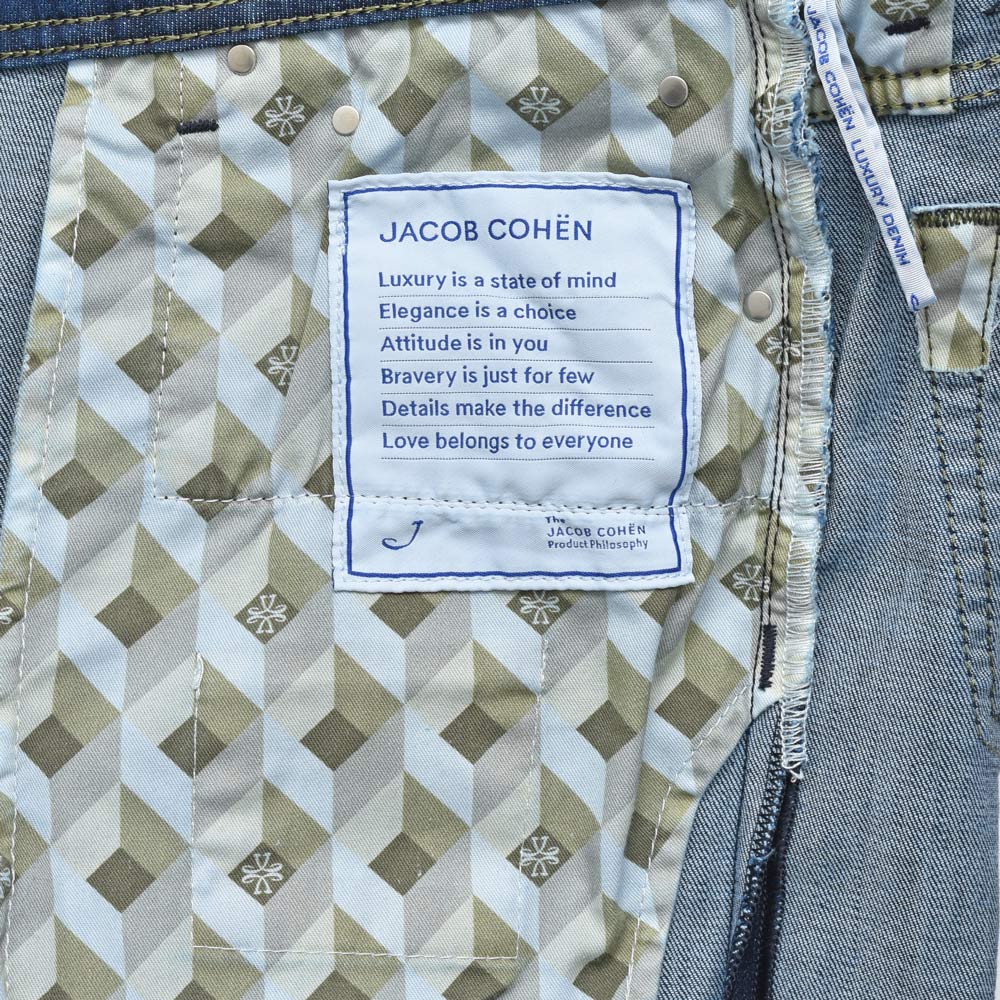 JACOB COHËN LUXURY DENIM
JACOB COHËN
Luxury is a state of mind
Elegance is a choice
Attitude is in you
Bravery is just for few
Details make the difference
Love belongs to everyone
J
The
JACOB COHËN
Product Philosophy